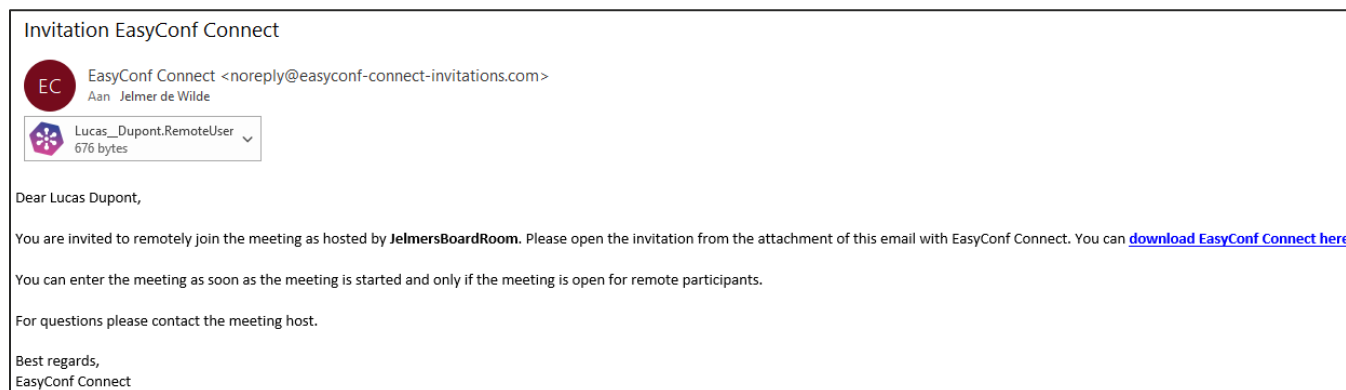 Invitation EasyConf Connect
EC
EasyConf Connect <noreply@easyconf-connect-invitations.com>
Aan Jelmer de Wilde
Lucas__Dupont.RemoteUser
676 bytes
Dear Lucas Dupont,
You are invited to remotely join the meeting as hosted by JelmersBoardRoom. Please open the invitation from the attachment of this email with EasyConf Connect. You can download EasyConf Connect here
You can enter the meeting as soon as the meeting is started and only if the meeting is open for remote participants.
For questions please contact the meeting host.
Best regards,
EasyConf Connect